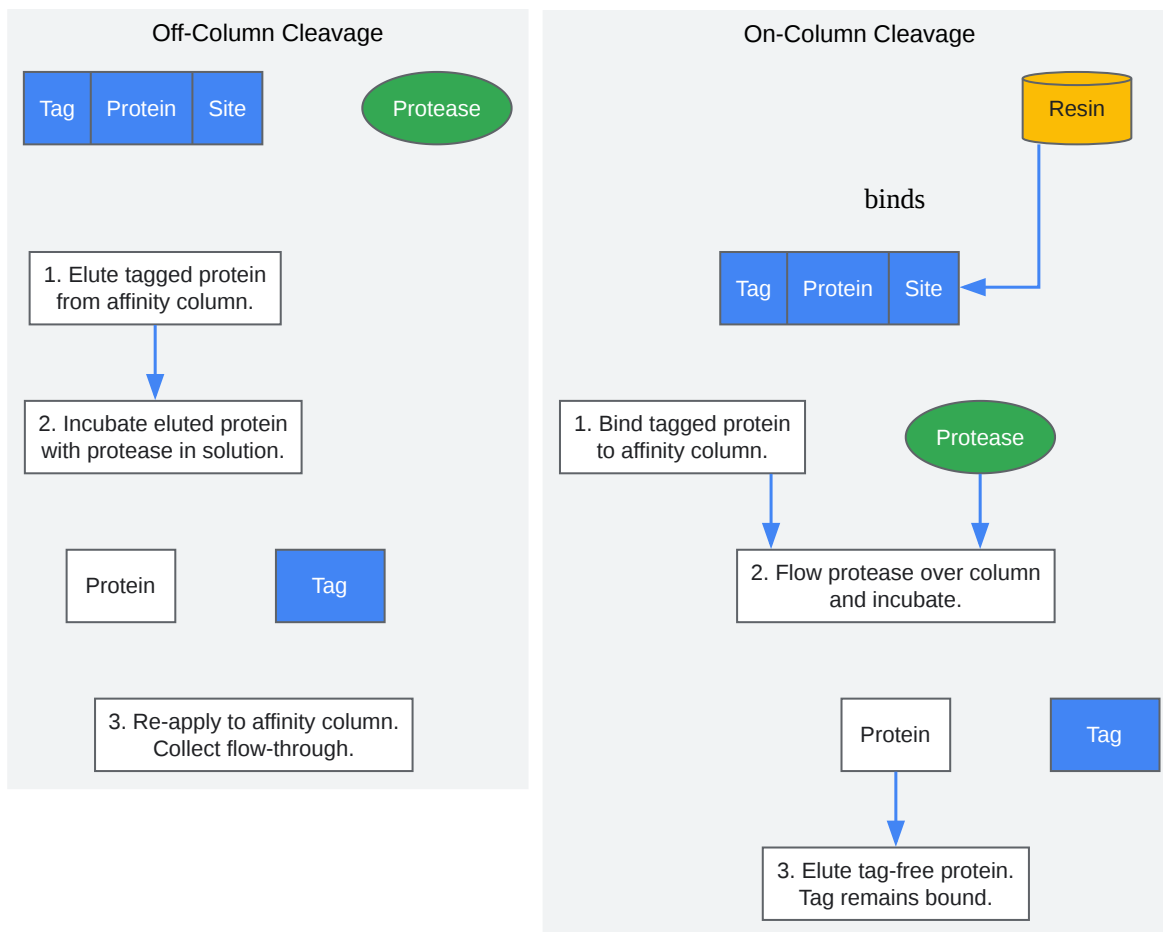 Off-Column Cleavage
Tag Protein Site
Protease
1. Elute tagged protein
from affinity column.
2. Incubate eluted protein
with protease in solution.
Protein
Tag
3. Re-apply to affinity column.
Collect flow-through.
On-Column Cleavage
Resin
binds
Tag Protein Site
1. Bind tagged protein
to affinity column.
Protease
2. Flow protease over column
and incubate.
Protein
Tag
3. Elute tag-free protein.
Tag remains bound.